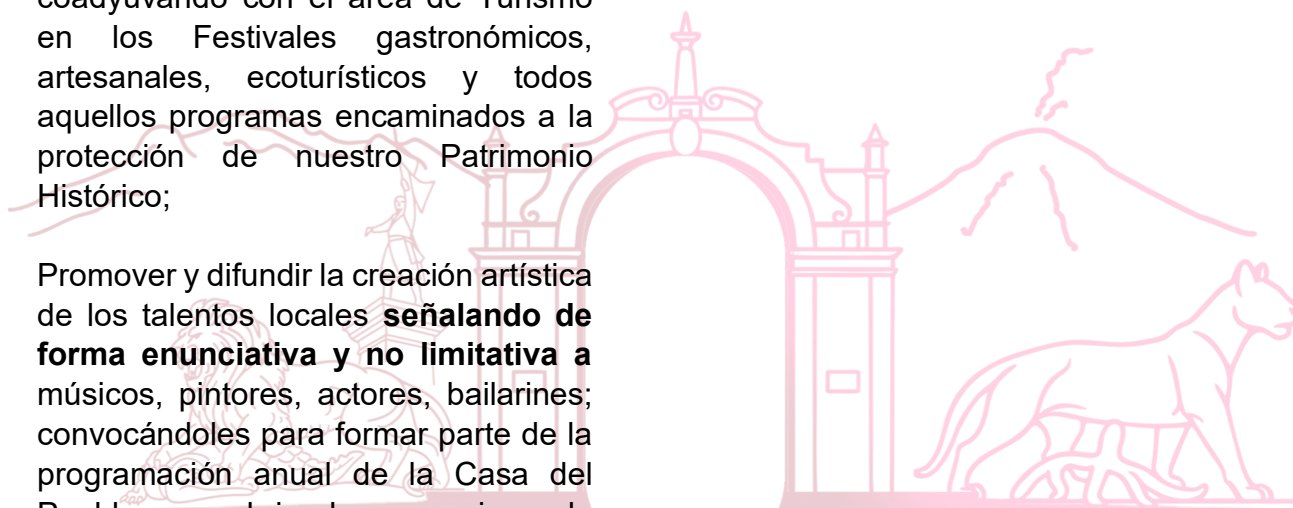 coadyuvando con el área de Turismo
en los Festivales gastronómicos,
artesanales, ecoturísticos y todos
aquellos programas encaminados a la
protección de nuestro Patrimonio
Histórico;
Promover y difundir la creación artística
de los talentos locales señalando de
forma enunciativa y no limitativa a
músicos, pintores, actores, bailarines;
convocándoles para formar parte de la
programación anual de la Casa del